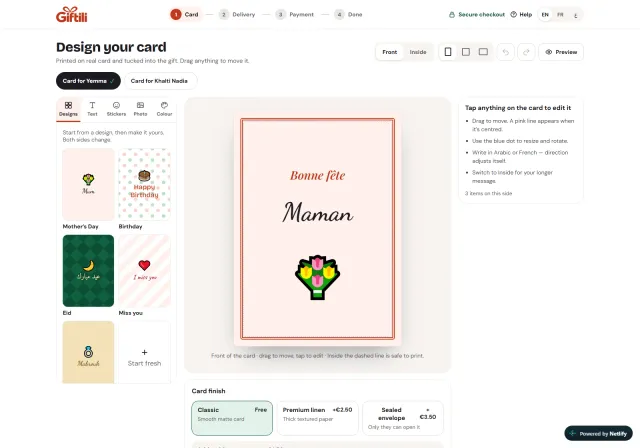 Giftili
1 Card
2 Delivery
3 Payment
4 Done
Secure checkout
Help
EN
FR
ع
Design your card
Printed on real card and tucked into the gift. Drag anything to move it.
Front
Inside
Preview
Card for Yemma ✓
Card for Khalti Nadia
Designs
Text
Stickers
Photo
Colour
Start from a design, then make it yours.
Both sides change.
Mum
Happy
Birthday
Mother's Day
Birthday
عيد مبارك
I miss you
Eid
Miss you
Mabrouk
+
Start fresh
Bonne fête
Maman
Front of the card · drag to move, tap to edit · Inside the dashed line is safe to print.
Tap anything on the card to edit it
• Drag to move. A pink line appears when it's centred.
• Use the blue dot to resize and rotate.
• Write in Arabic or French — direction adjusts itself.
• Switch to Inside for your longer message.
3 items on this side
Card finish
Classic
Free
Smooth matte card
Premium linen
+€2.50
Thick textured paper
Sealed envelope
+€3.50
Only they can open it
Powered by Netlify